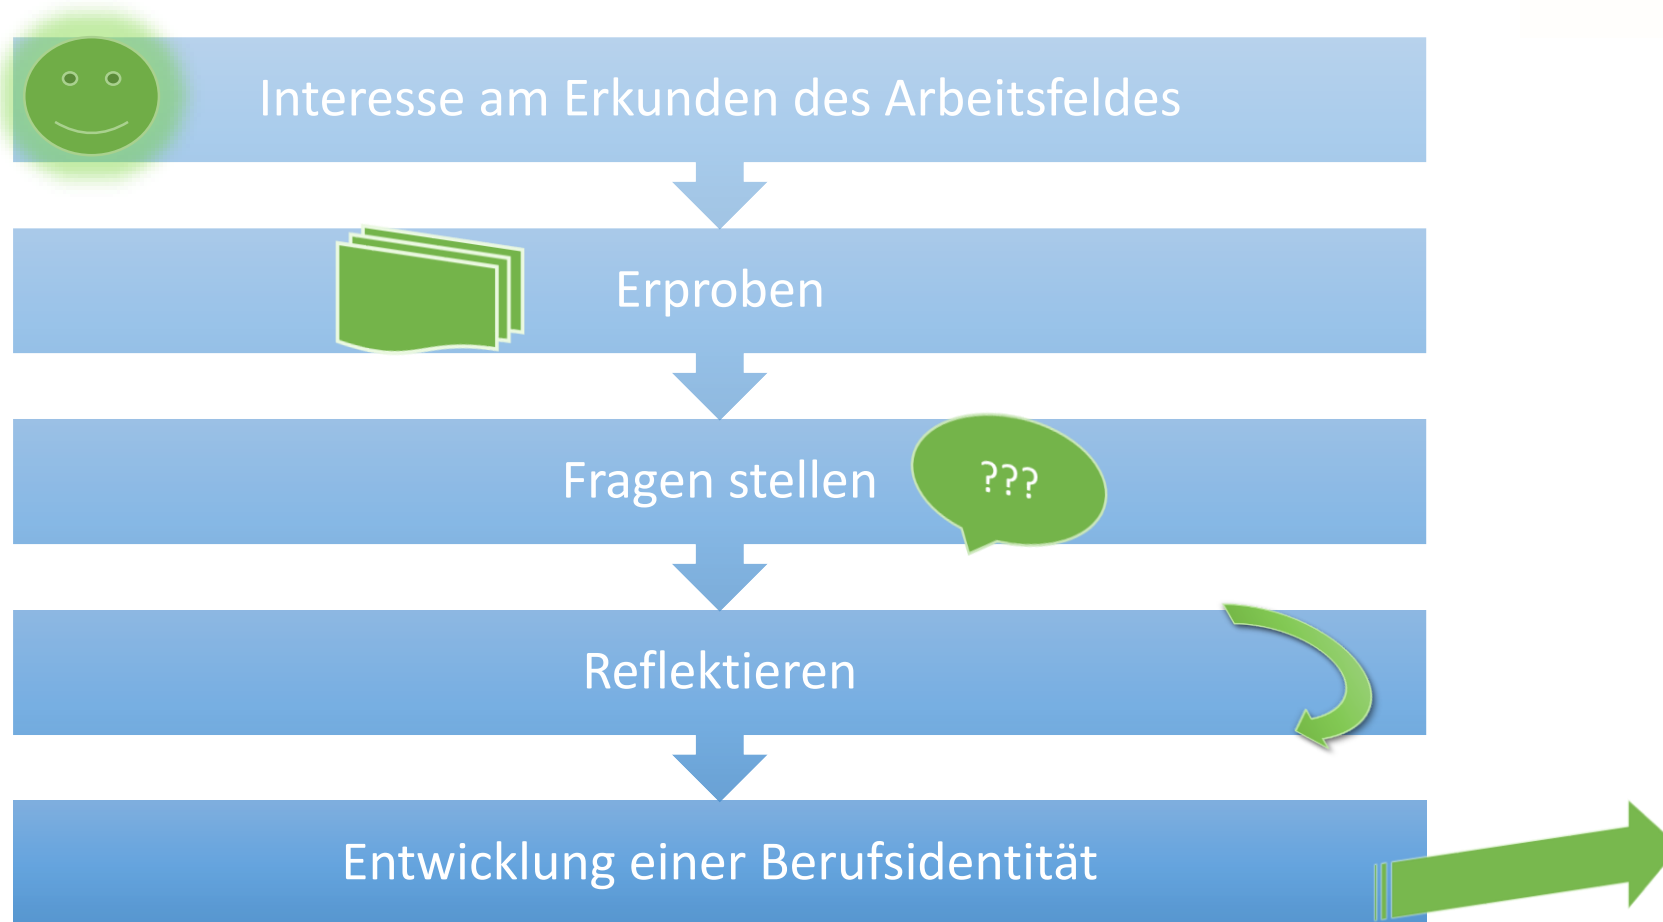 Interesse am Erkunden des Arbeitsfeldes
Erproben
Fragen stellen
???
Reflektieren
Entwicklung einer Berufsidentität